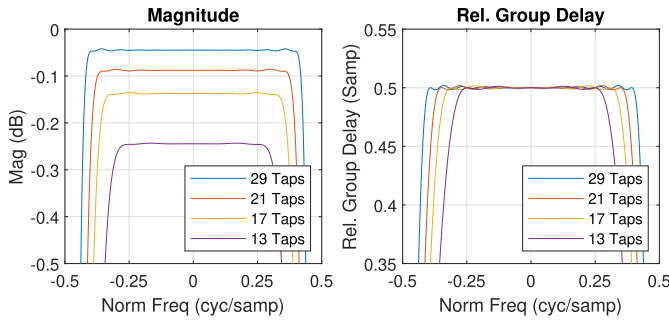 Magnitude
Mag (dB)
0
-0.1
-0.2
-0.3
-0.4
-0.5
-0.5
-0.25
0
0.25
0.5
Norm Freq (cyc/samp)
29 Taps
21 Taps
17 Taps
13 Taps
Rel. Group Delay
Rel. Group Delay (Samp)
0.55
0.5
0.45
0.4
0.35
-0.5
-0.25
0
0.25
0.5
Norm Freq (cyc/samp)
29 Taps
21 Taps
17 Taps
13 Taps